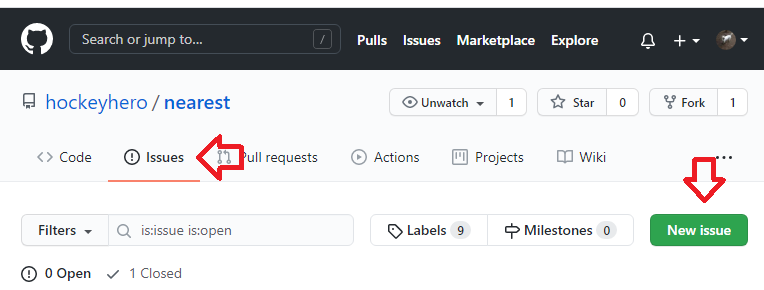 Search or jump to... / Pulls Issues Marketplace Explore
hockeyhero / nearest Unwatch 1 Star 0 Fork 1
Code Issues Pull requests Actions Projects Wiki ...
Filters is:issue is:open Labels 9 Milestones 0 New issue
0 Open 1 Closed